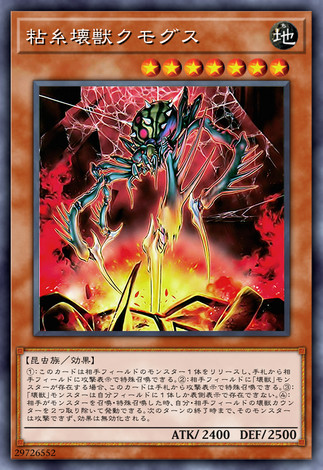 粘糸壊獣クモグス
地
【昆虫族／効果】
①：このカードは相手フィールドのモンスター１体をリリースし、手札から相
手フィールドに攻撃表示で特殊召喚できる。②：相手フィールドに「壊獣」モン
スターが存在する場合、このカードは手札から攻撃表示で特殊召喚できる。③
：「壊獣」モンスターは自分フィールドに１体しか表側表示で存在できない。④：
相手がモンスターを召喚・特殊召喚した時、自分・相手フィールドの壊獣カウン
ターを２つ取り除いて発動できる。次のターンの終了時まで、そのモンスター
は攻撃できず、効果は無効化される。
ATK/ 2400 DEF/2500
29726552